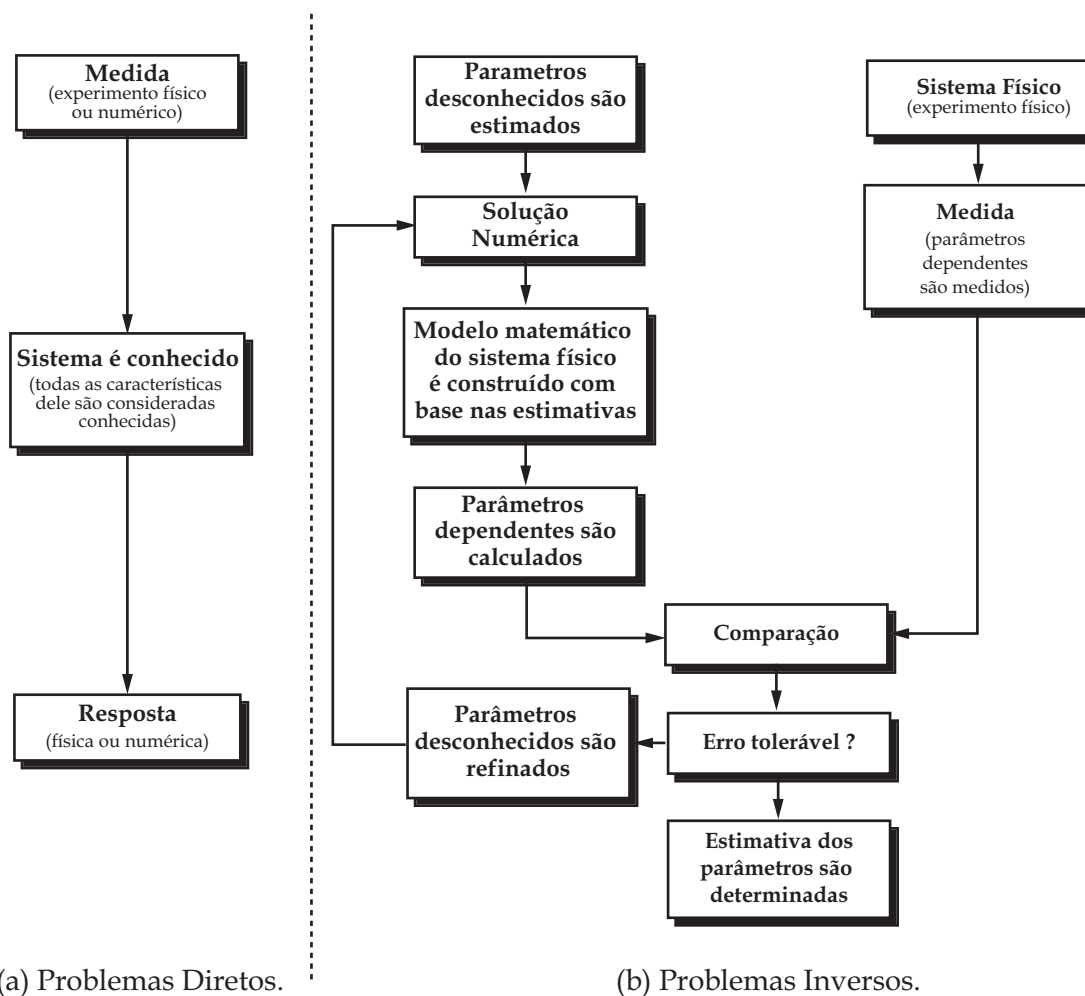 Medida
(experimento físico
ou numérico)
Sistema é conhecido
(todas as características
dele são consideradas
conhecidas)
Resposta
(física ou numérica)
(a) Problemas Diretos.
Parametros
desconhecidos são
estimados
Solução
Numérica
Modelo matemático
do sistema físico
é construído com
base nas estimativas
Parâmetros
dependentes são
calculados
Sistema Físico
(experimento físico)
Medida
(parâmetros
dependentes
são medidos)
Comparação
Erro tolerável ?
Parâmetros
desconhecidos são
refinados
Estimativa dos
parâmetros são
determinadas
(b) Problemas Inversos.